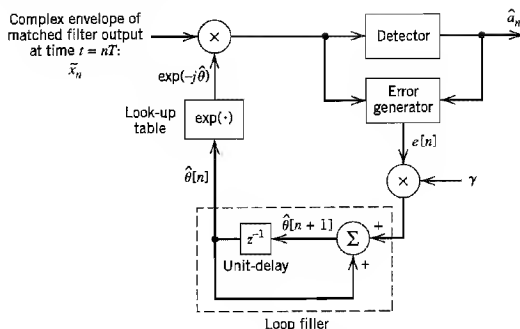 Complex envelope of
matched filter output
at time t = nT:
x̃ₙ
×
Detector
âₙ
exp(−jθ̂)
Look-up
table
exp(·)
Error
generator
e[n]
θ̂[n]
×
γ
θ̂[n + 1]
z⁻¹
Σ
+
+
Unit-delay
Loop filler